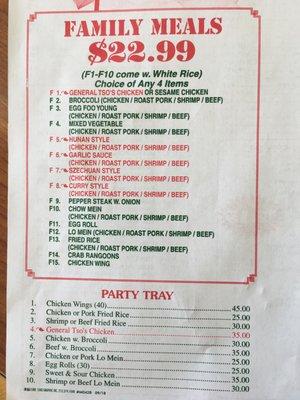 FAMILY MEALS
$22.99
(F1-F10 come w. White Rice)
Choice of Any 4 Items
F 1. GENERAL TSO'S CHICKEN OR SESAME CHICKEN
F 2. BROCCOLI (CHICKEN / ROAST PORK / SHRIMP / BEEF)
F 3. EGG FOO YOUNG
(CHICKEN / ROAST PORK / SHRIMP / BEEF)
F 4. MIXED VEGETABLE
(CHICKEN / ROAST PORK / SHRIMP / BEEF)
F 5. HUNAN STYLE
(CHICKEN / ROAST PORK / SHRIMP / BEEF)
F 6. GARLIC SAUCE
(CHICKEN / ROAST PORK / SHRIMP / BEEF)
F 7. SZECHUAN STYLE
(CHICKEN / ROAST PORK / SHRIMP / BEEF)
F 8. CURRY STYLE
(CHICKEN / ROAST PORK / SHRIMP / BEEF)
F 9. PEPPER STEAK W. ONION
F10. CHOW MEIN
(CHICKEN / ROAST PORK / SHRIMP / BEEF)
F11. EGG ROLL
F12. LO MEIN (CHICKEN / ROAST PORK / SHRIMP / BEEF)
F13. FRIED RICE
(CHICKEN / ROAST PORK / SHRIMP / BEEF)
F14. CRAB RANGOONS
F15. CHICKEN WING
PARTY TRAY
1. Chicken Wings (40) 45.00
2. Chicken or Pork Fried Rice 25.00
3. Shrimp or Beef Fried Rice 30.00
4. General Tso's Chicken 35.00
5. Chicken w. Broccoli 30.00
6. Beef w. Broccoli 35.00
7. Chicken or Pork Lo Mein 25.00
8. Egg Rolls (30) 30.00
9. Sweet & Sour Chicken 35.00
10. Shrimp or Beef Lo Mein 30.00